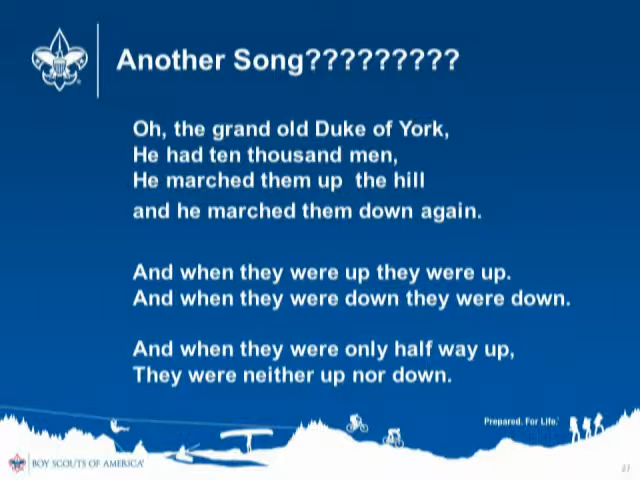 Another Song?????????
Oh, the grand old Duke of York,
He had ten thousand men,
He marched them up the hill
and he marched them down again.
And when they were up they were up.
And when they were down they were down.
And when they were only half way up,
They were neither up nor down.
Prepared. For Life.
BOY SCOUTS OF AMERICA